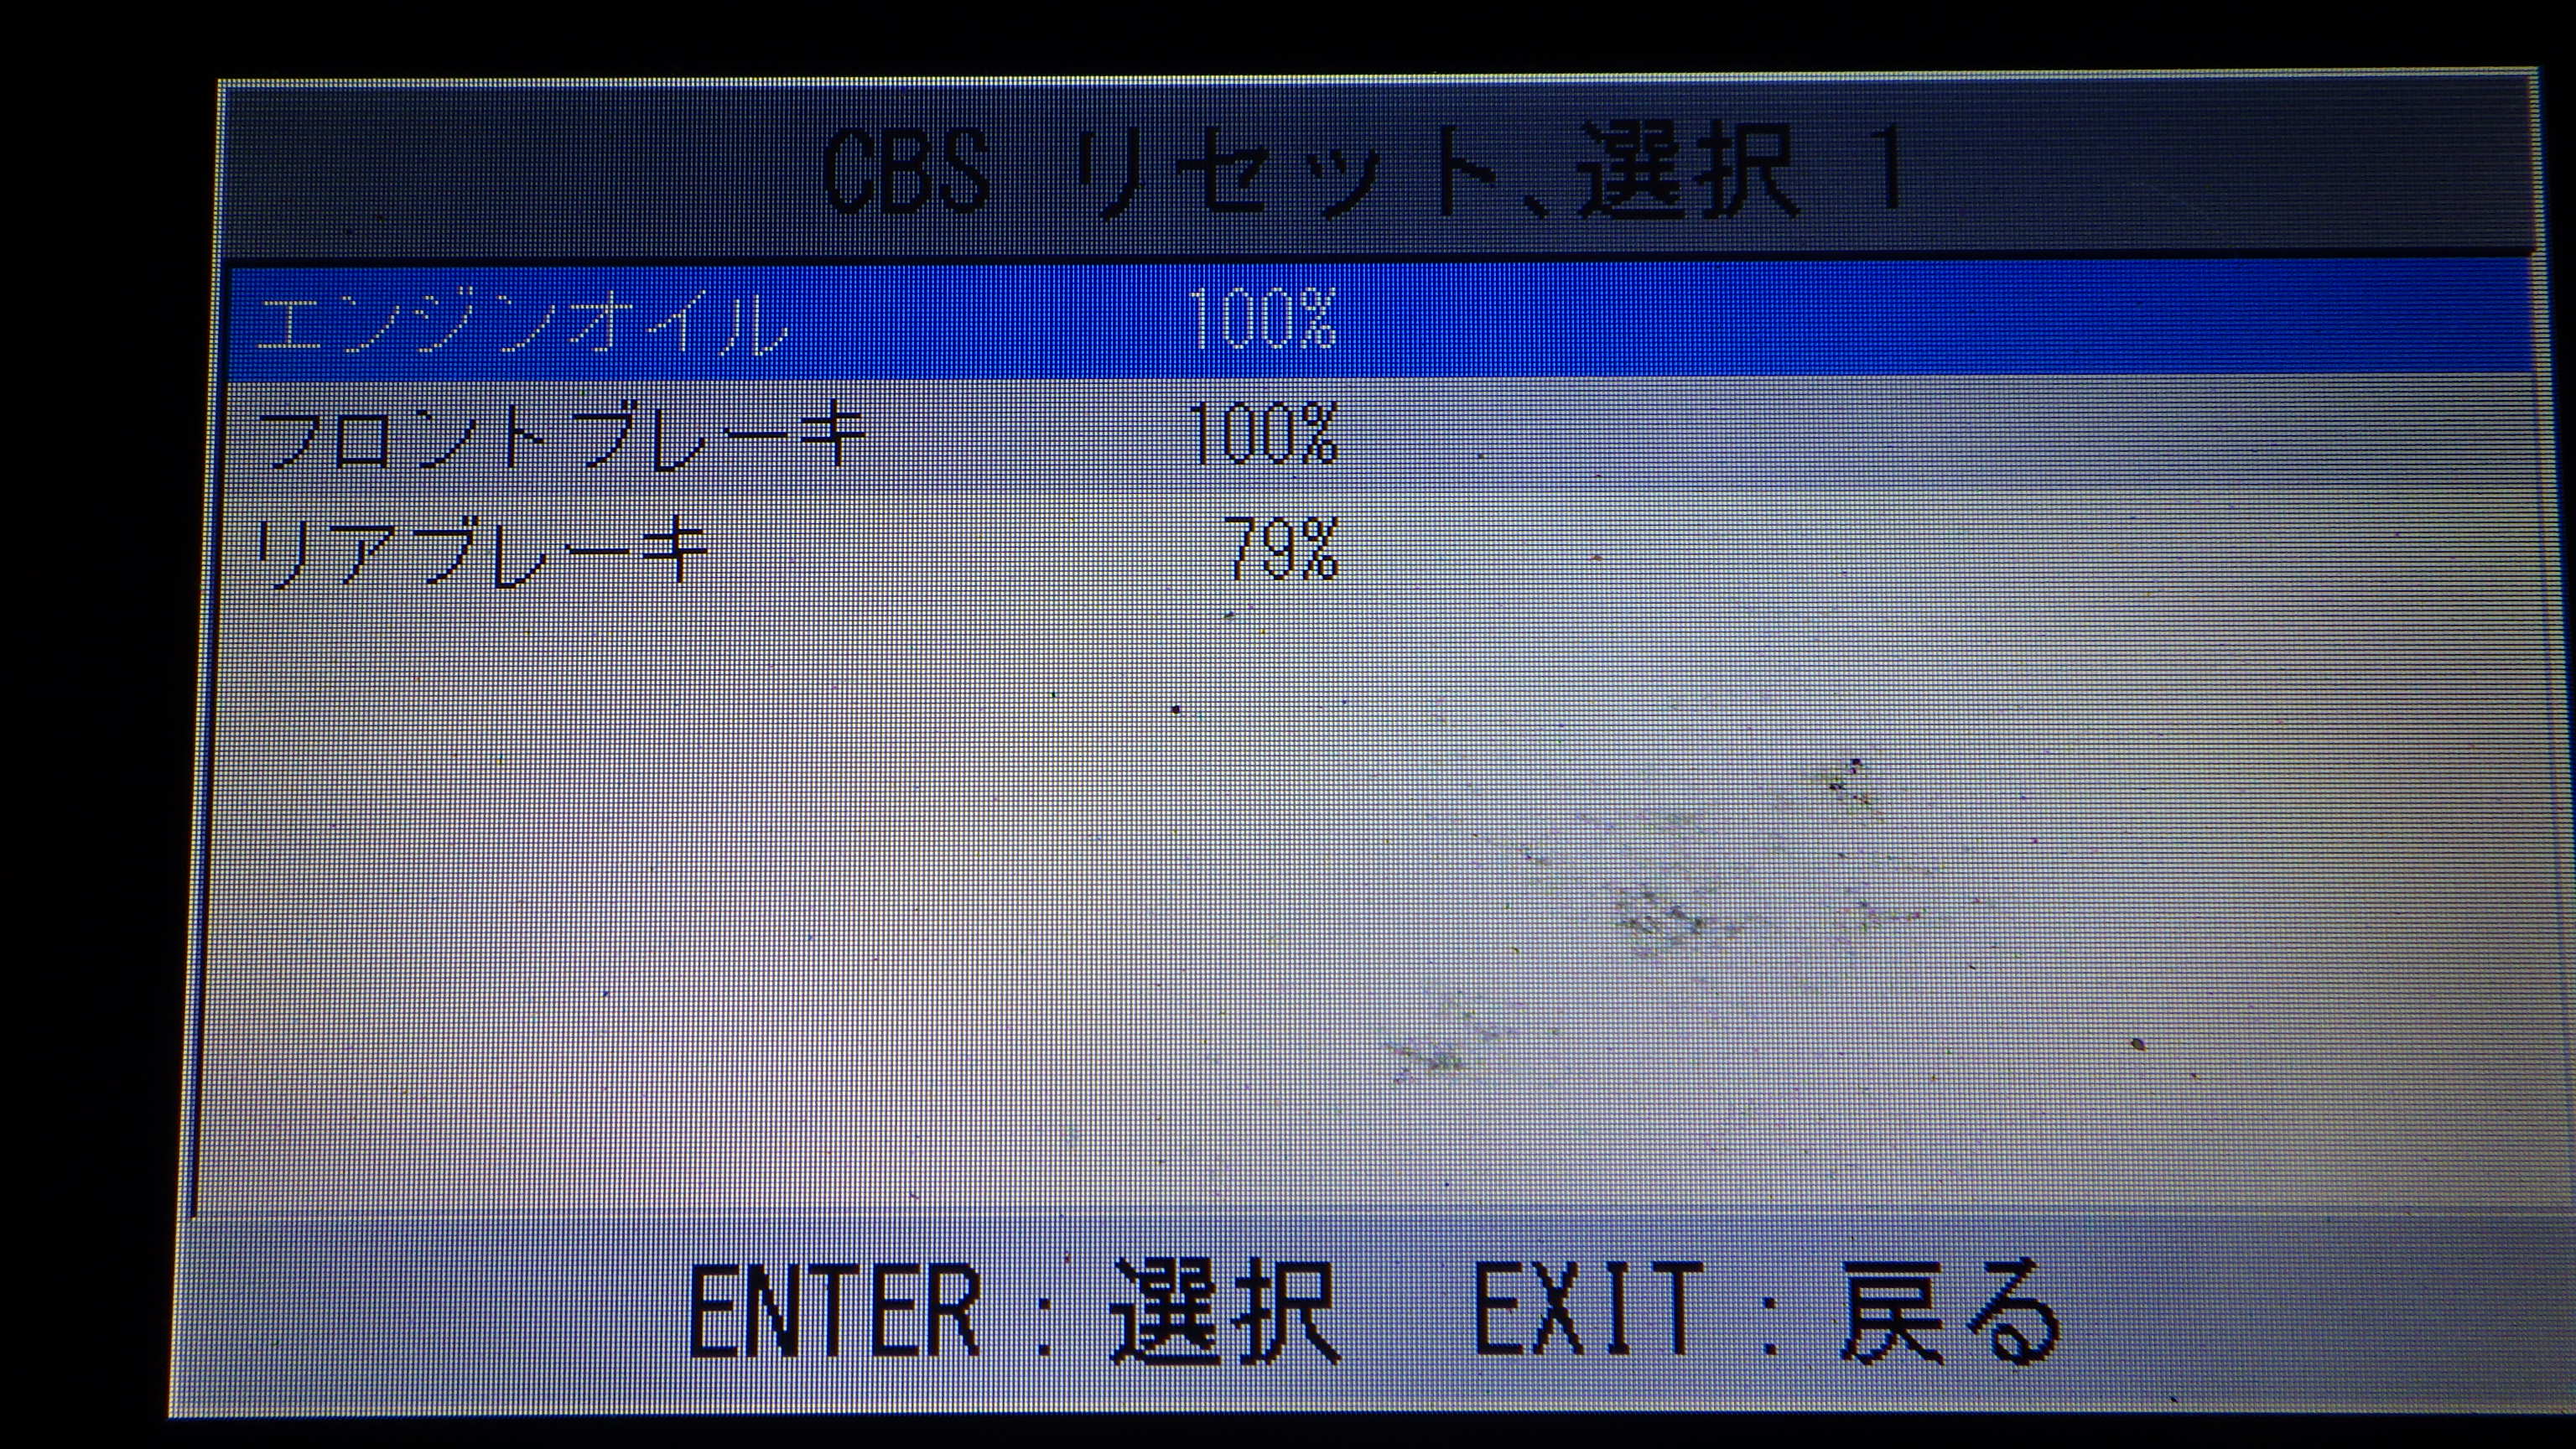 CBS リセット、選択 1
エンジンオイル 100%
フロントブレーキ 100%
リアブレーキ 79%
ENTER : 選択 EXIT : 戻る